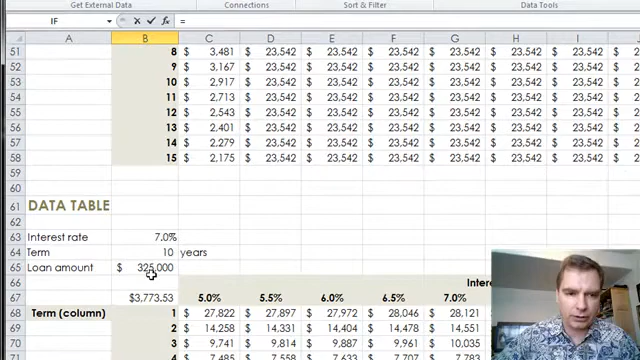 Get External Data Connections Sort & Filter Data Tools
IF fx =
A B C D E F G H I
51 8 $ 3,481 $ 23,542 $ 23,542 $ 23,542 $ 23,542 $ 23,542 $ 23,542 $
52 9 $ 3,167 $ 23,542 $ 23,542 $ 23,542 $ 23,542 $ 23,542 $ 23,542 $
53 10 $ 2,917 $ 23,542 $ 23,542 $ 23,542 $ 23,542 $ 23,542 $ 23,542 $
54 11 $ 2,713 $ 23,542 $ 23,542 $ 23,542 $ 23,542 $ 23,542 $ 23,542 $
55 12 $ 2,543 $ 23,542 $ 23,542 $ 23,542 $ 23,542 $ 23,542 $ 23,542 $
56 13 $ 2,401 $ 23,542 $ 23,542 $ 23,542 $ 23,542 $ 23,542 $ 23,542 $
57 14 $ 2,279 $ 23,542 $ 23,542 $ 23,542 $ 23,542 $ 23,542 $ 23,542 $
58 15 $ 2,175 $ 23,542 $ 23,542 $ 23,542 $ 23,542 $ 23,542 $ 23,542 $
59
60
61 DATA TABLE
62
63 Interest rate 7.0%
64 Term 10 years
65 Loan amount $ 325,000
66
67 $3,773.53 5.0% 5.5% 6.0% 6.5% 7.0%
68 Term (column) 1 $ 27,822 $ 27,897 $ 27,972 $ 28,046 $ 28,121
69 2 $ 14,258 $ 14,331 $ 14,404 $ 14,478 $ 14,551
70 3 $ 9,741 $ 9,814 $ 9,887 $ 9,961 $ 10,035